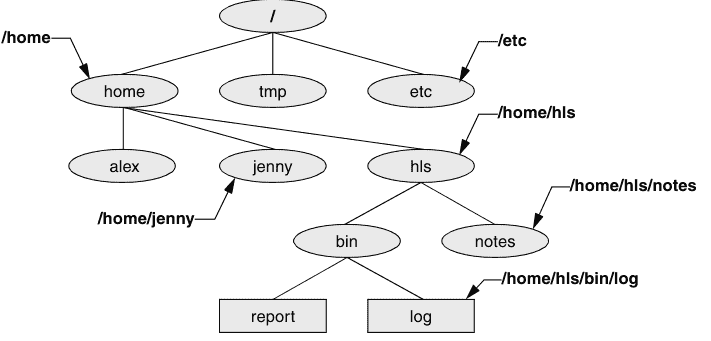 /
/home
/etc
home
tmp
etc
/home/hls
alex
jenny
hls
/home/jenny
/home/hls/notes
bin
notes
/home/hls/bin/log
report
log